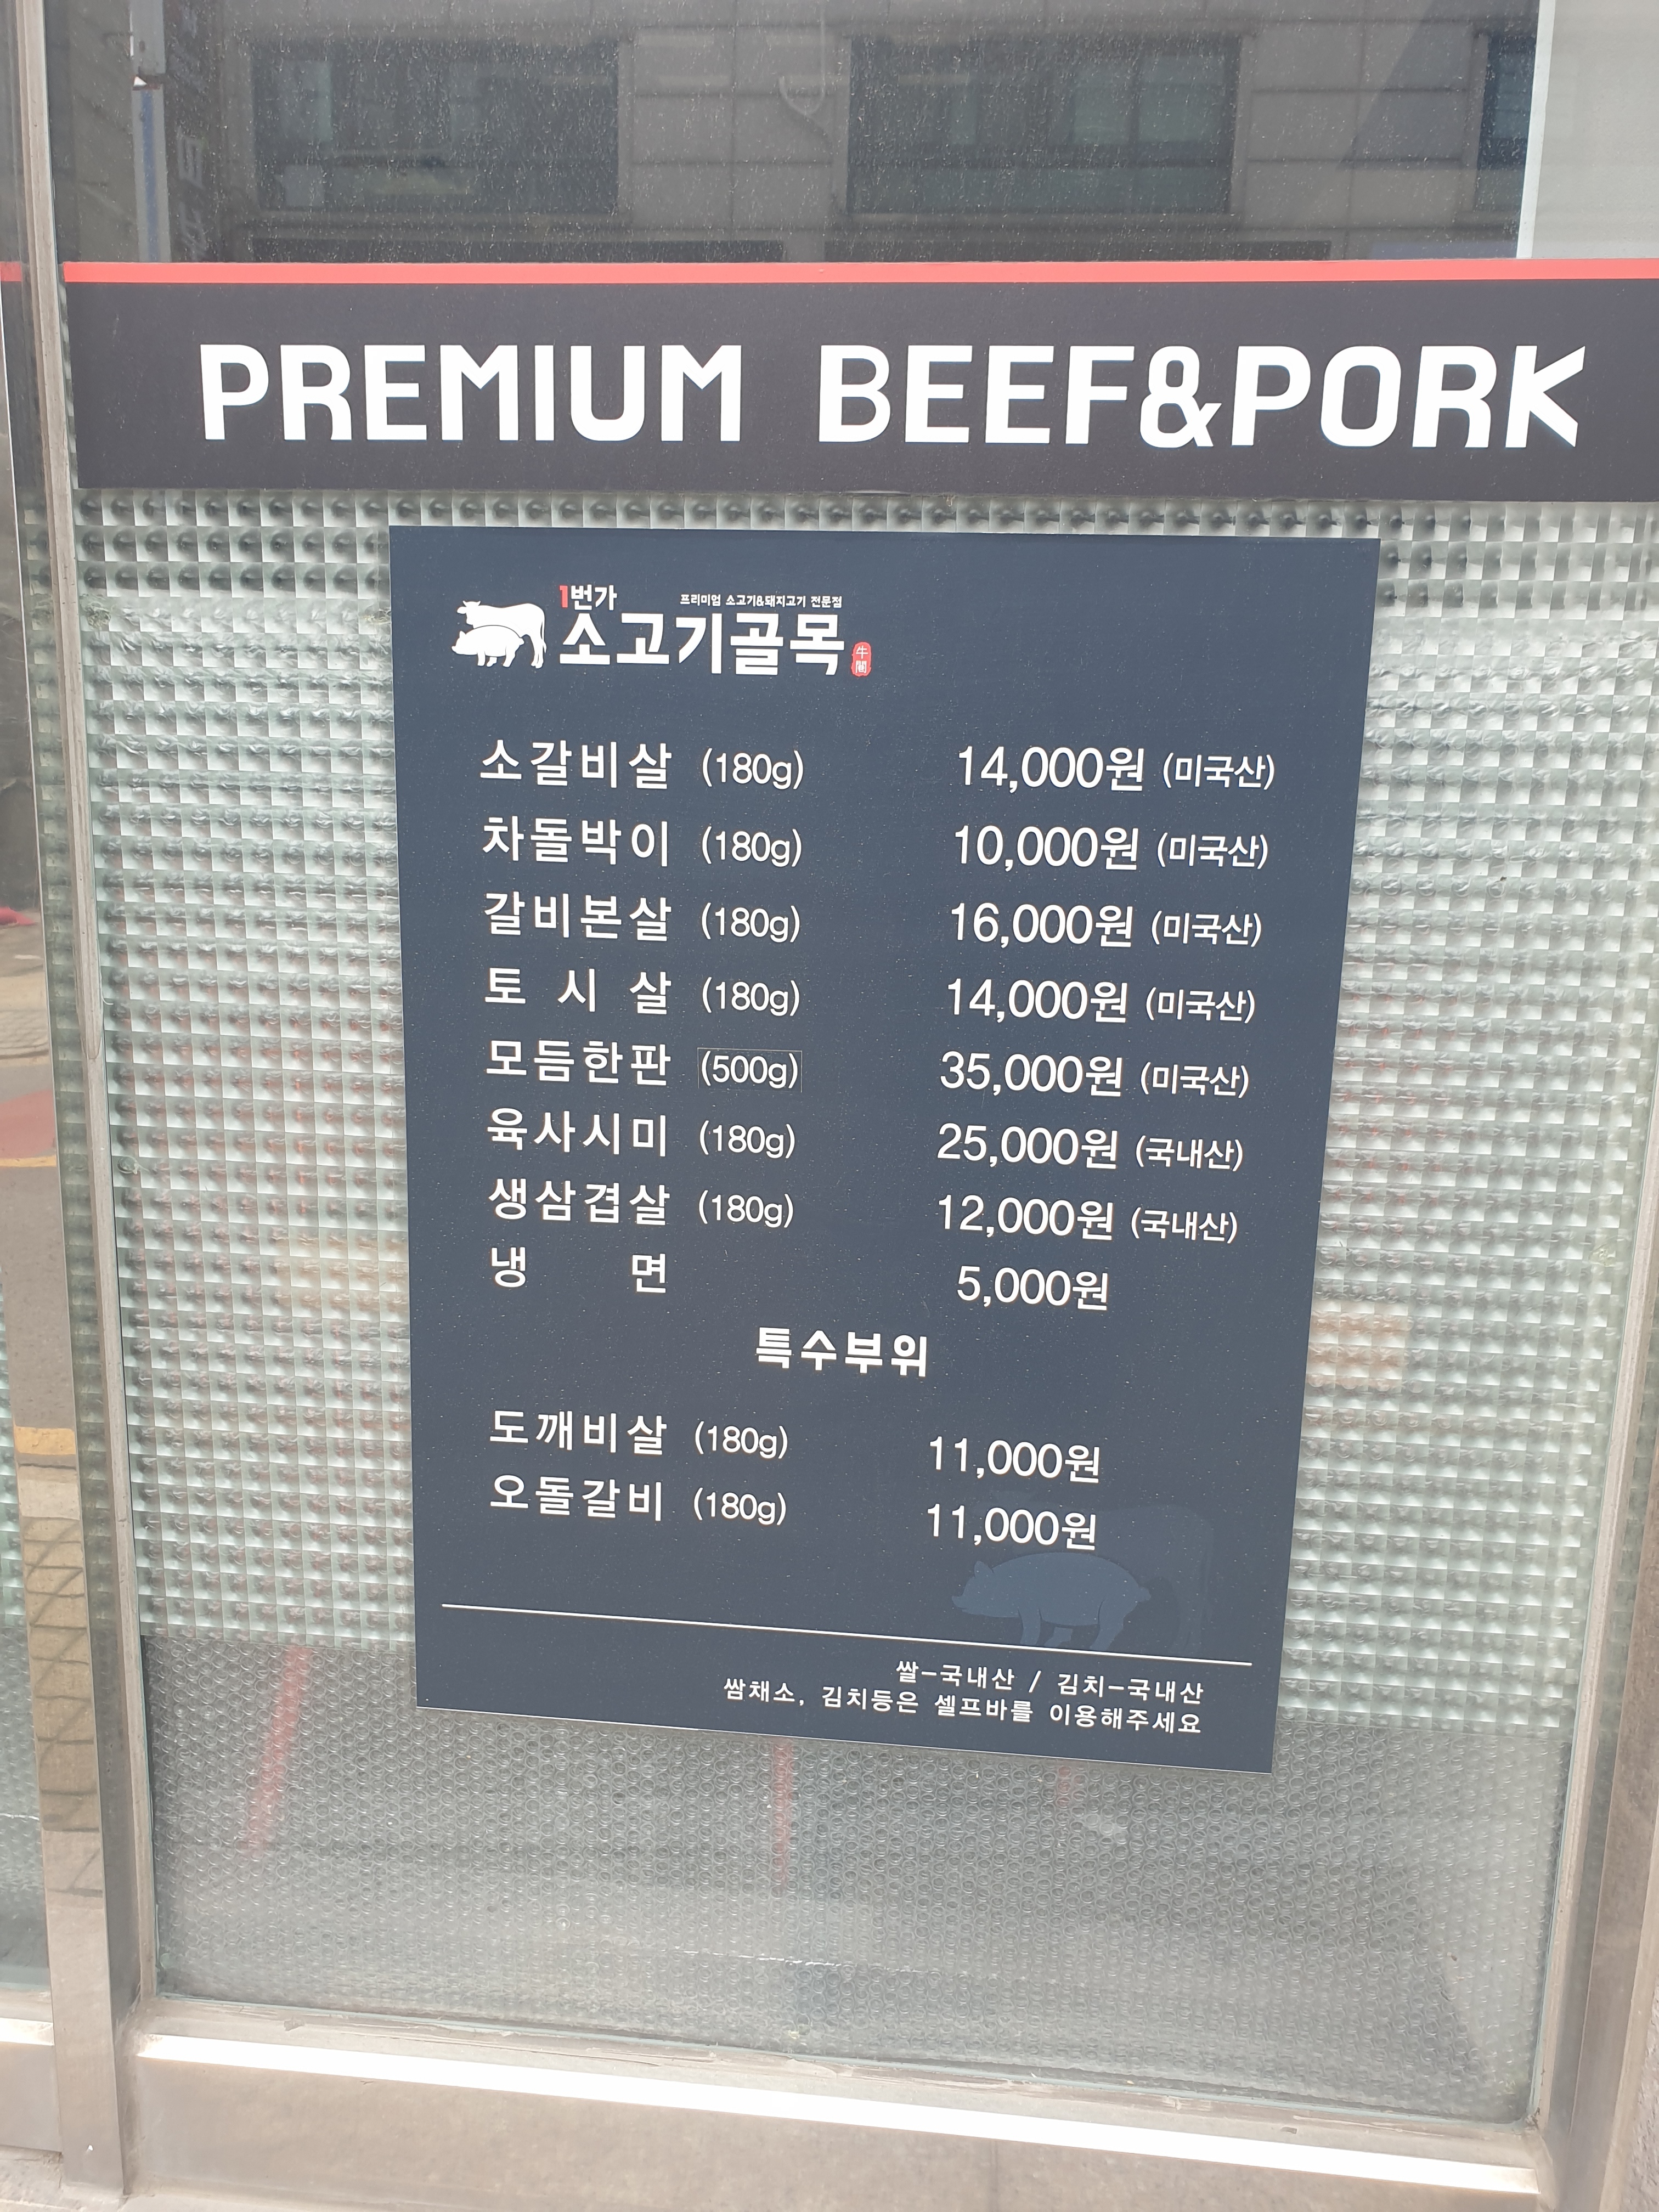 PREMIUM BEEF&PORK
1번가 프리미엄 소고기&돼지고기 전문점
소고기골목
소갈비살 (180g) 14,000원 (미국산)
차돌박이 (180g) 10,000원 (미국산)
갈비본살 (180g) 16,000원 (미국산)
토 시 살 (180g) 14,000원 (미국산)
모듬한판 (500g) 35,000원 (미국산)
육사시미 (180g) 25,000원 (국내산)
생삼겹살 (180g) 12,000원 (국내산)
냉 면 5,000원
특수부위
도깨비살 (180g) 11,000원
오돌갈비 (180g) 11,000원
쌀-국내산 / 김치-국내산
쌈채소, 김치등은 셀프바를 이용해주세요